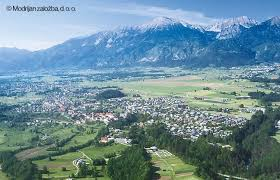 © Modrijan založba, d. o. o.